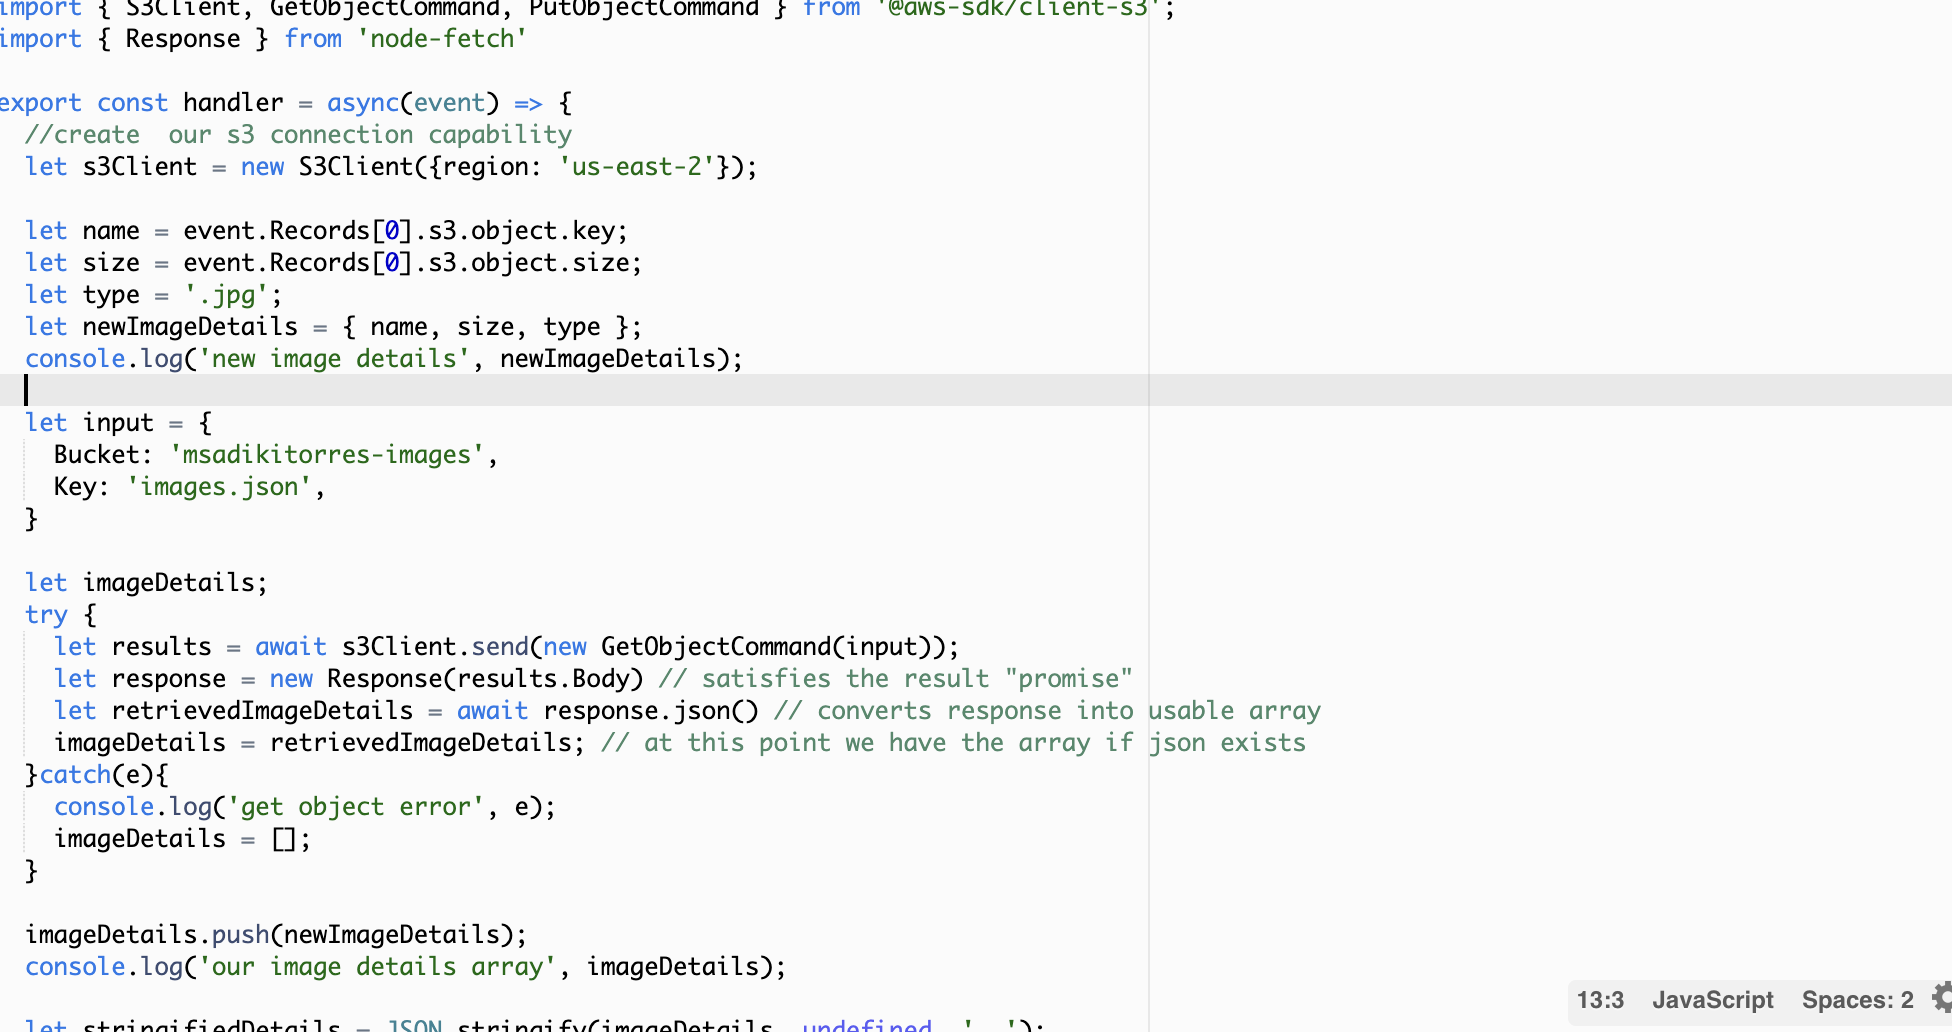 import { S3Client, GetObjectCommand, PutObjectCommand } from '@aws-sdk/client-s3';
import { Response } from 'node-fetch'
export const handler = async(event) => {
//create  our s3 connection capability
let s3Client = new S3Client({region: 'us-east-2'});
let name = event.Records[0].s3.object.key;
let size = event.Records[0].s3.object.size;
let type = '.jpg';
let newImageDetails = { name, size, type };
console.log('new image details', newImageDetails);
let input = {
Bucket: 'msadikitorres-images',
Key: 'images.json',
}
let imageDetails;
try {
let results = await s3Client.send(new GetObjectCommand(input));
let response = new Response(results.Body) // satisfies the result "promise"
let retrievedImageDetails = await response.json() // converts response into usable array
imageDetails = retrievedImageDetails; // at this point we have the array if json exists
}catch(e){
console.log('get object error', e);
imageDetails = [];
}
imageDetails.push(newImageDetails);
console.log('our image details array', imageDetails);
let stringifiedDetails = JSON.stringify(imageDetails, undefined, '  ');
13:3 JavaScript Spaces: 2